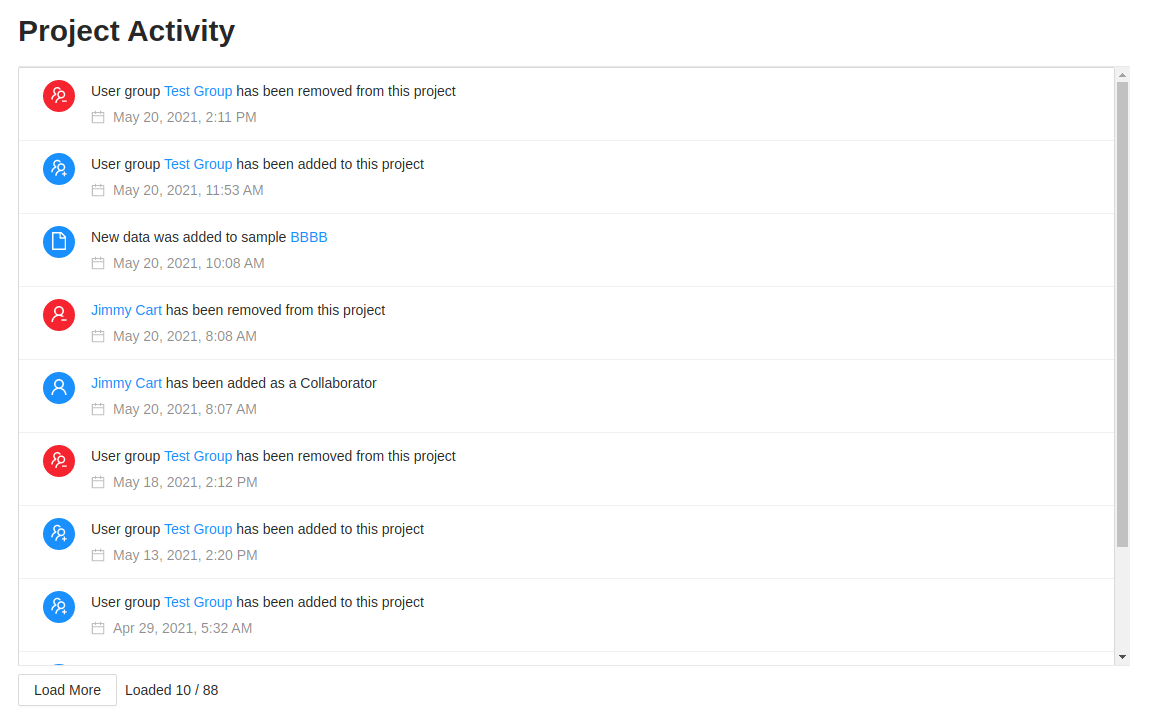 Project Activity
User group Test Group has been removed from this project
May 20, 2021, 2:11 PM
User group Test Group has been added to this project
May 20, 2021, 11:53 AM
New data was added to sample BBBB
May 20, 2021, 10:08 AM
Jimmy Cart has been removed from this project
May 20, 2021, 8:08 AM
Jimmy Cart has been added as a Collaborator
May 20, 2021, 8:07 AM
User group Test Group has been removed from this project
May 18, 2021, 2:12 PM
User group Test Group has been added to this project
May 13, 2021, 2:20 PM
User group Test Group has been added to this project
Apr 29, 2021, 5:32 AM
Load More Loaded 10 / 88